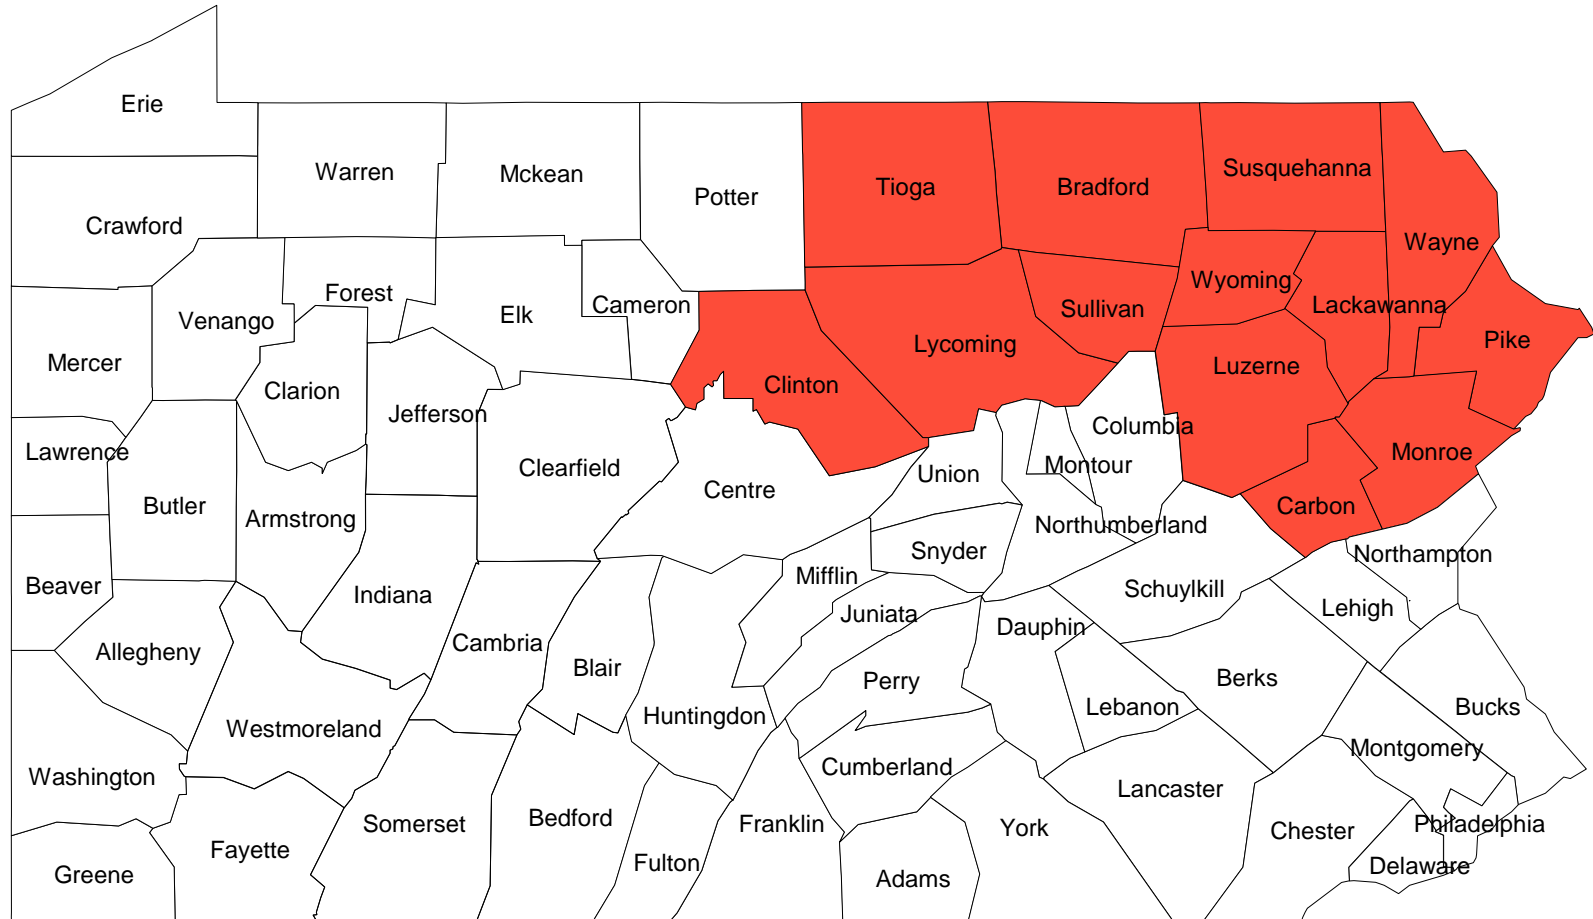 Erie
Warren
Mckean
Potter
Tioga
Bradford
Susquehanna
Crawford
Wayne
Forest
Venango
Elk
Cameron
Wyoming
Sullivan
Lackawanna
Pike
Mercer
Clarion
Jefferson
Clinton
Lycoming
Luzerne
Lawrence
Butler
Armstrong
Clearfield
Centre
Union
Montour
Columbia
Monroe
Carbon
Beaver
Indiana
Mifflin
Snyder
Northumberland
Schuylkill
Northampton
Lehigh
Allegheny
Cambria
Blair
Juniata
Dauphin
Westmoreland
Huntingdon
Perry
Lebanon
Berks
Bucks
Washington
Cumberland
Lancaster
Montgomery
Somerset
Bedford
Franklin
York
Chester
Philadelphia
Greene
Fayette
Fulton
Adams
Delaware